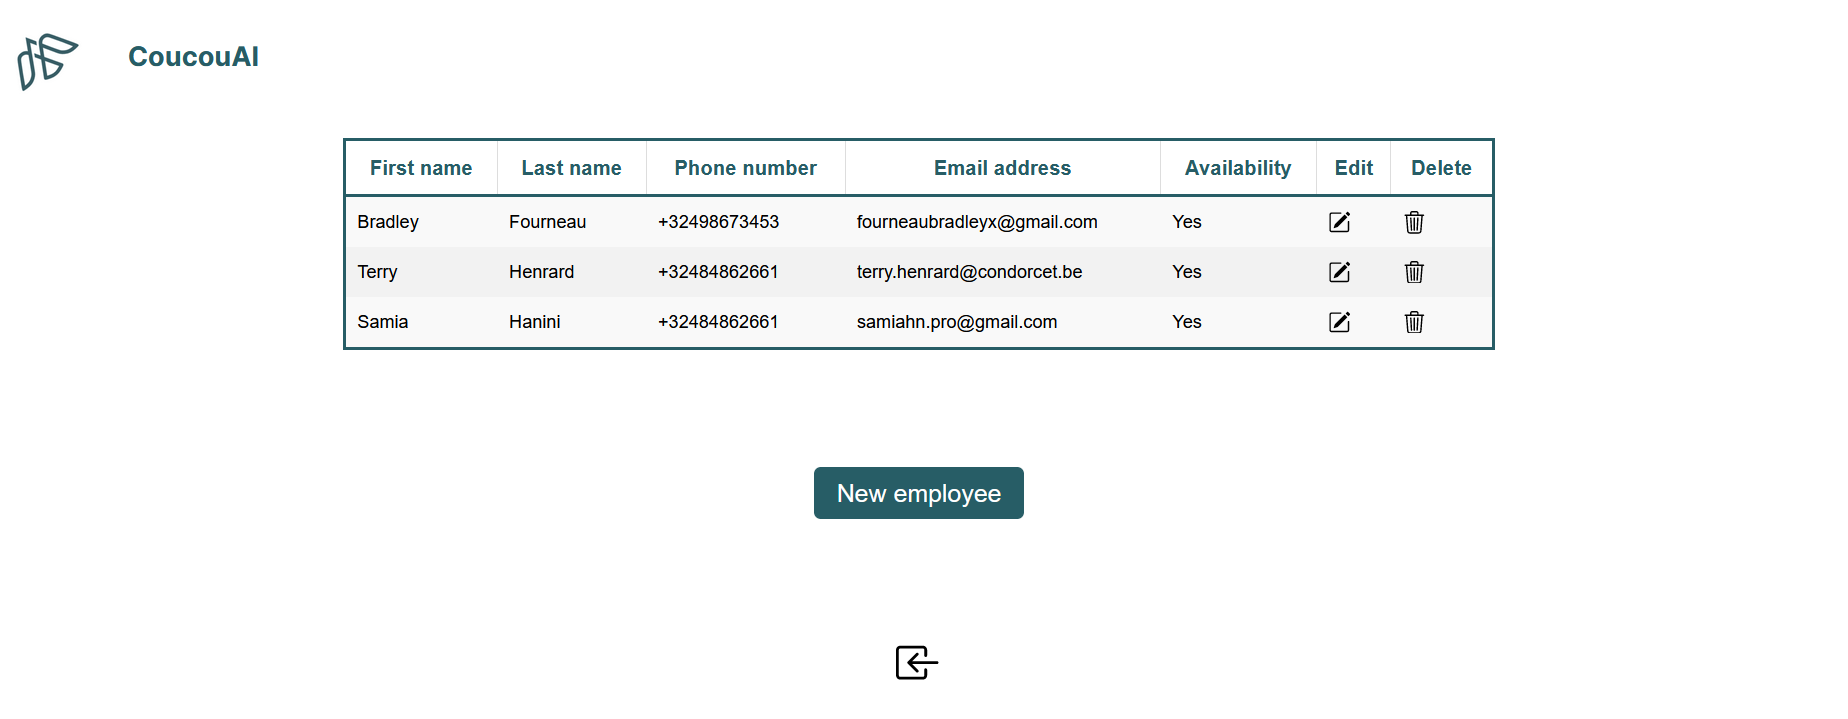 CoucouAI
First name Last name Phone number Email address Availability Edit Delete
Bradley Fourneau +32498673453 fourneaubradleyx@gmail.com Yes
Terry Henrard +32484862661 terry.henrard@condorcet.be Yes
Samia Hanini +32484862661 samiahn.pro@gmail.com Yes
New employee